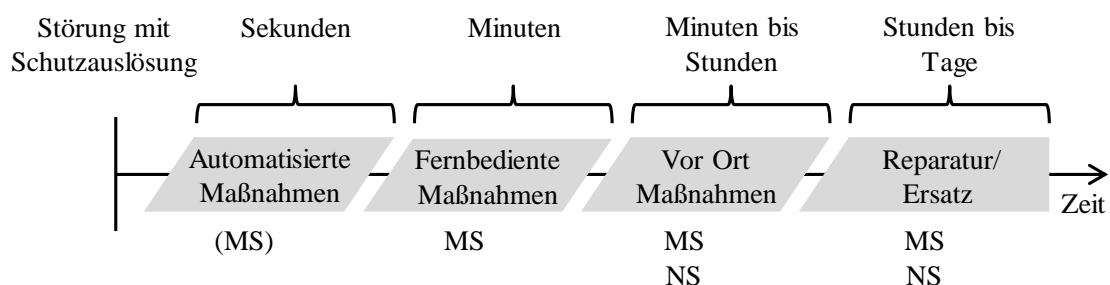 Störung mit
Schutzauslösung
Sekunden
Minuten
Minuten bis
Stunden
Stunden bis
Tage
Automatisierte
Maßnahmen
Fernbediente
Maßnahmen
Vor Ort
Maßnahmen
Reparatur/
Ersatz
Zeit
(MS)
MS
MS
NS
MS
NS